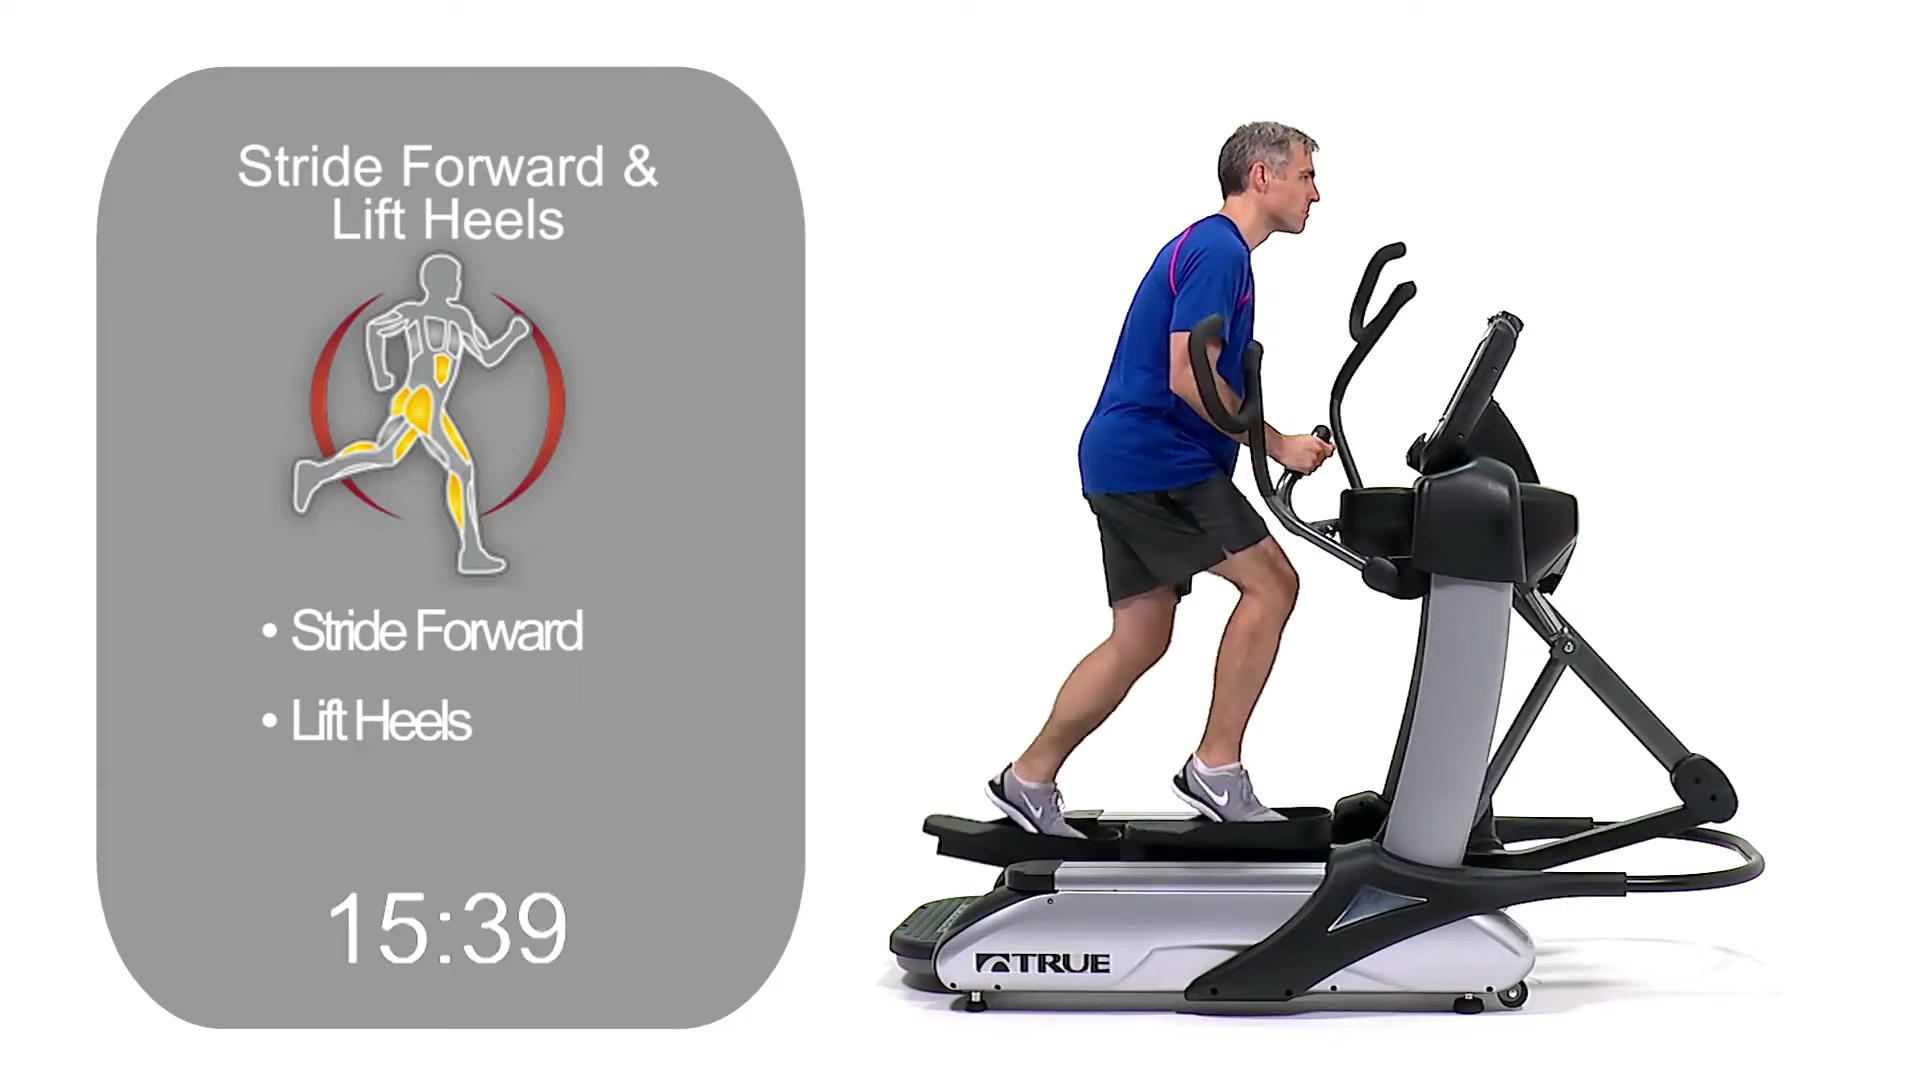 Stride Forward &
Lift Heels
• Stride Forward
• Lift Heels
15:39
TRUE